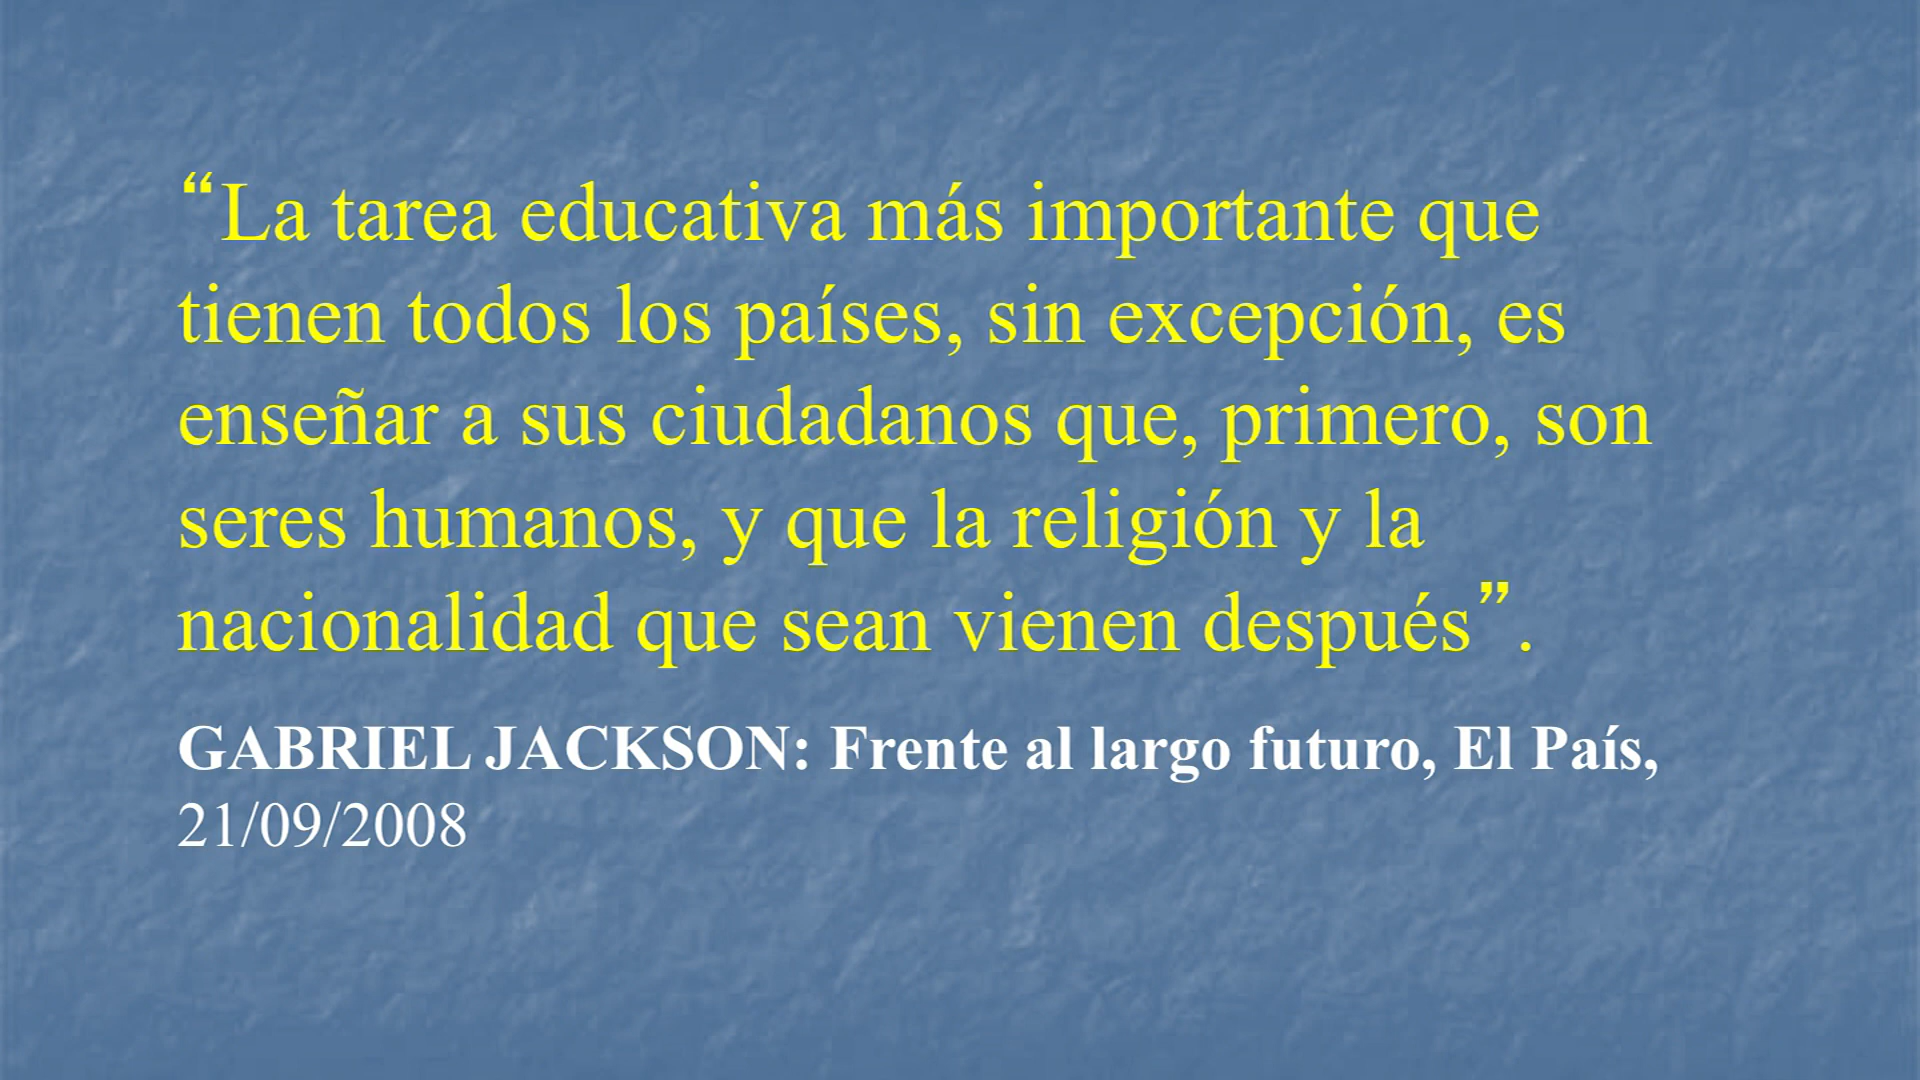 “La tarea educativa más importante que
tienen todos los países, sin excepción, es
enseñar a sus ciudadanos que, primero, son
seres humanos, y que la religión y la
nacionalidad que sean vienen después”.
GABRIEL JACKSON: Frente al largo futuro, El País,
21/09/2008